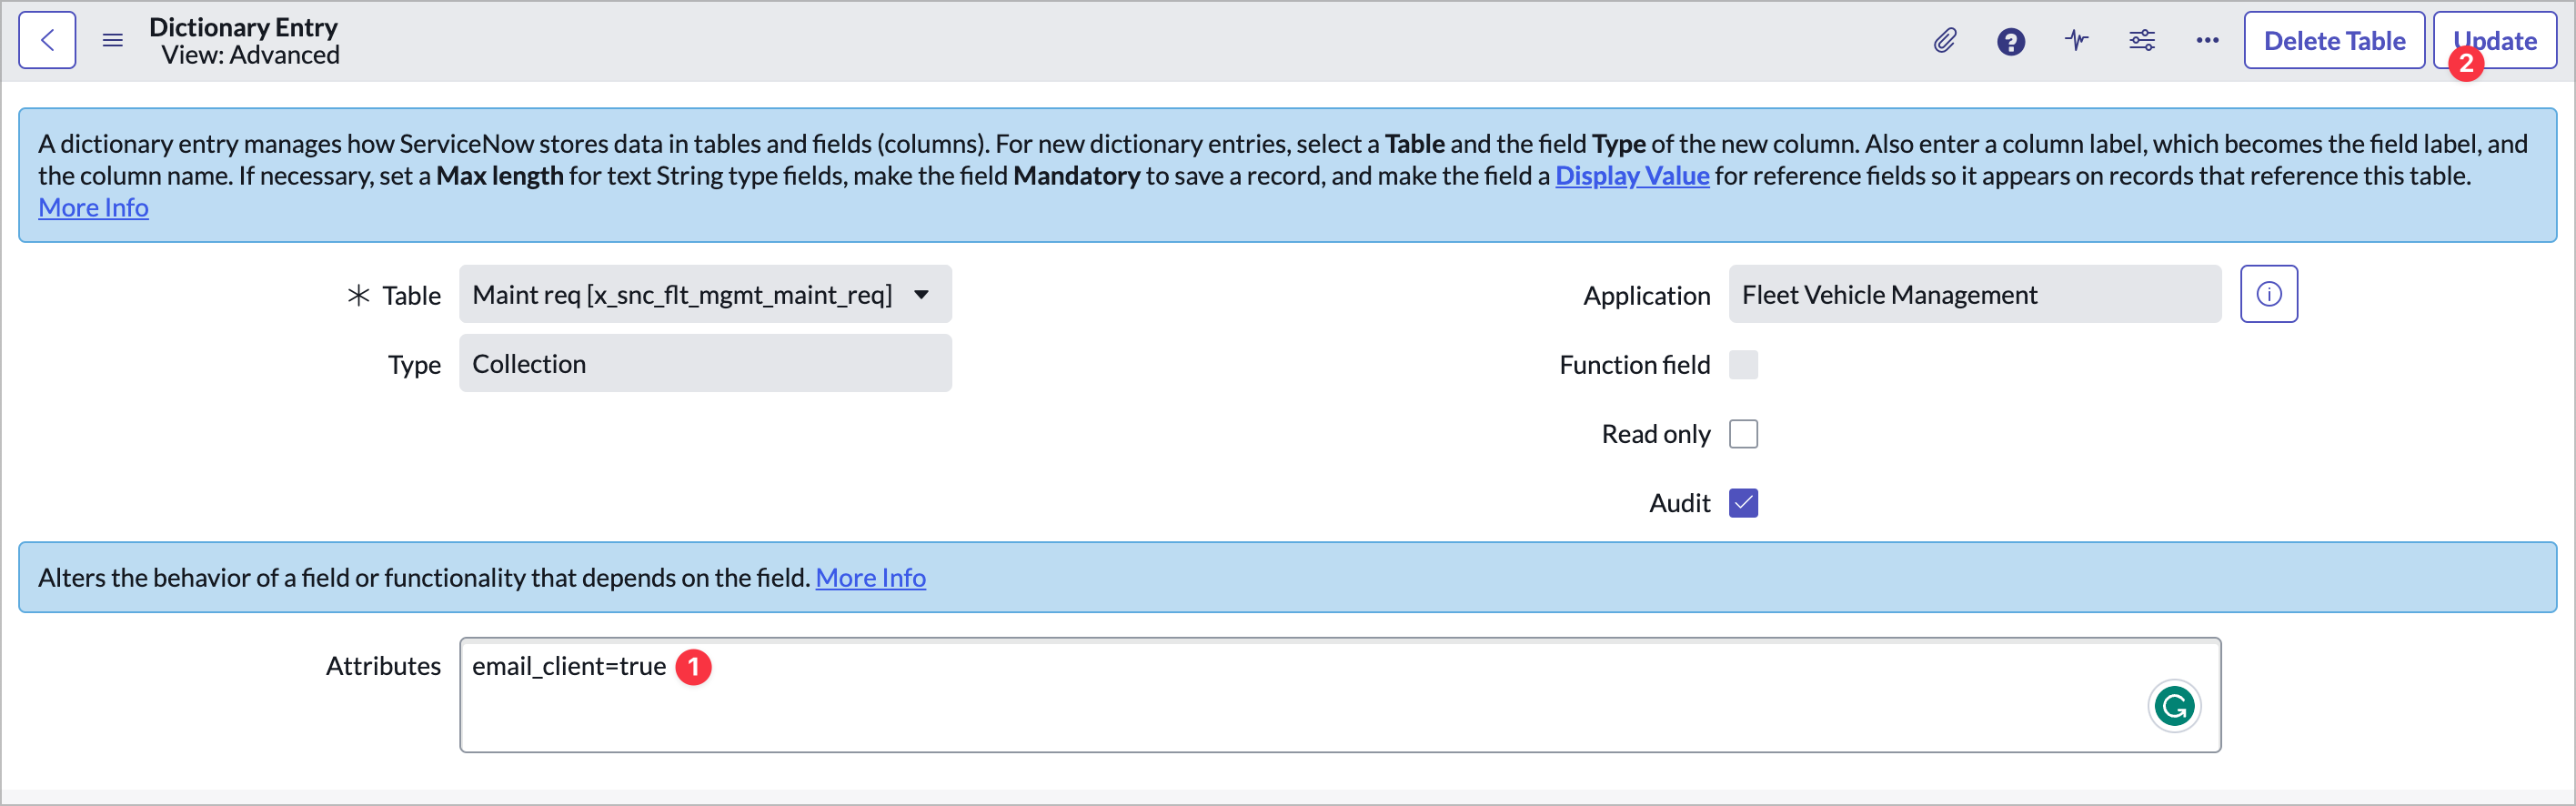 Dictionary Entry
View: Advanced
Delete Table
Update
2
A dictionary entry manages how ServiceNow stores data in tables and fields (columns). For new dictionary entries, select a Table and the field Type of the new column. Also enter a column label, which becomes the field label, and
the column name. If necessary, set a Max length for text String type fields, make the field Mandatory to save a record, and make the field a Display Value for reference fields so it appears on records that reference this table.
More Info
Table
Maint req [x_snc_flt_mgmt_maint_req]
Application
Fleet Vehicle Management
Type
Collection
Function field
Read only
Audit
Alters the behavior of a field or functionality that depends on the field. More Info
Attributes
email_client=true
1